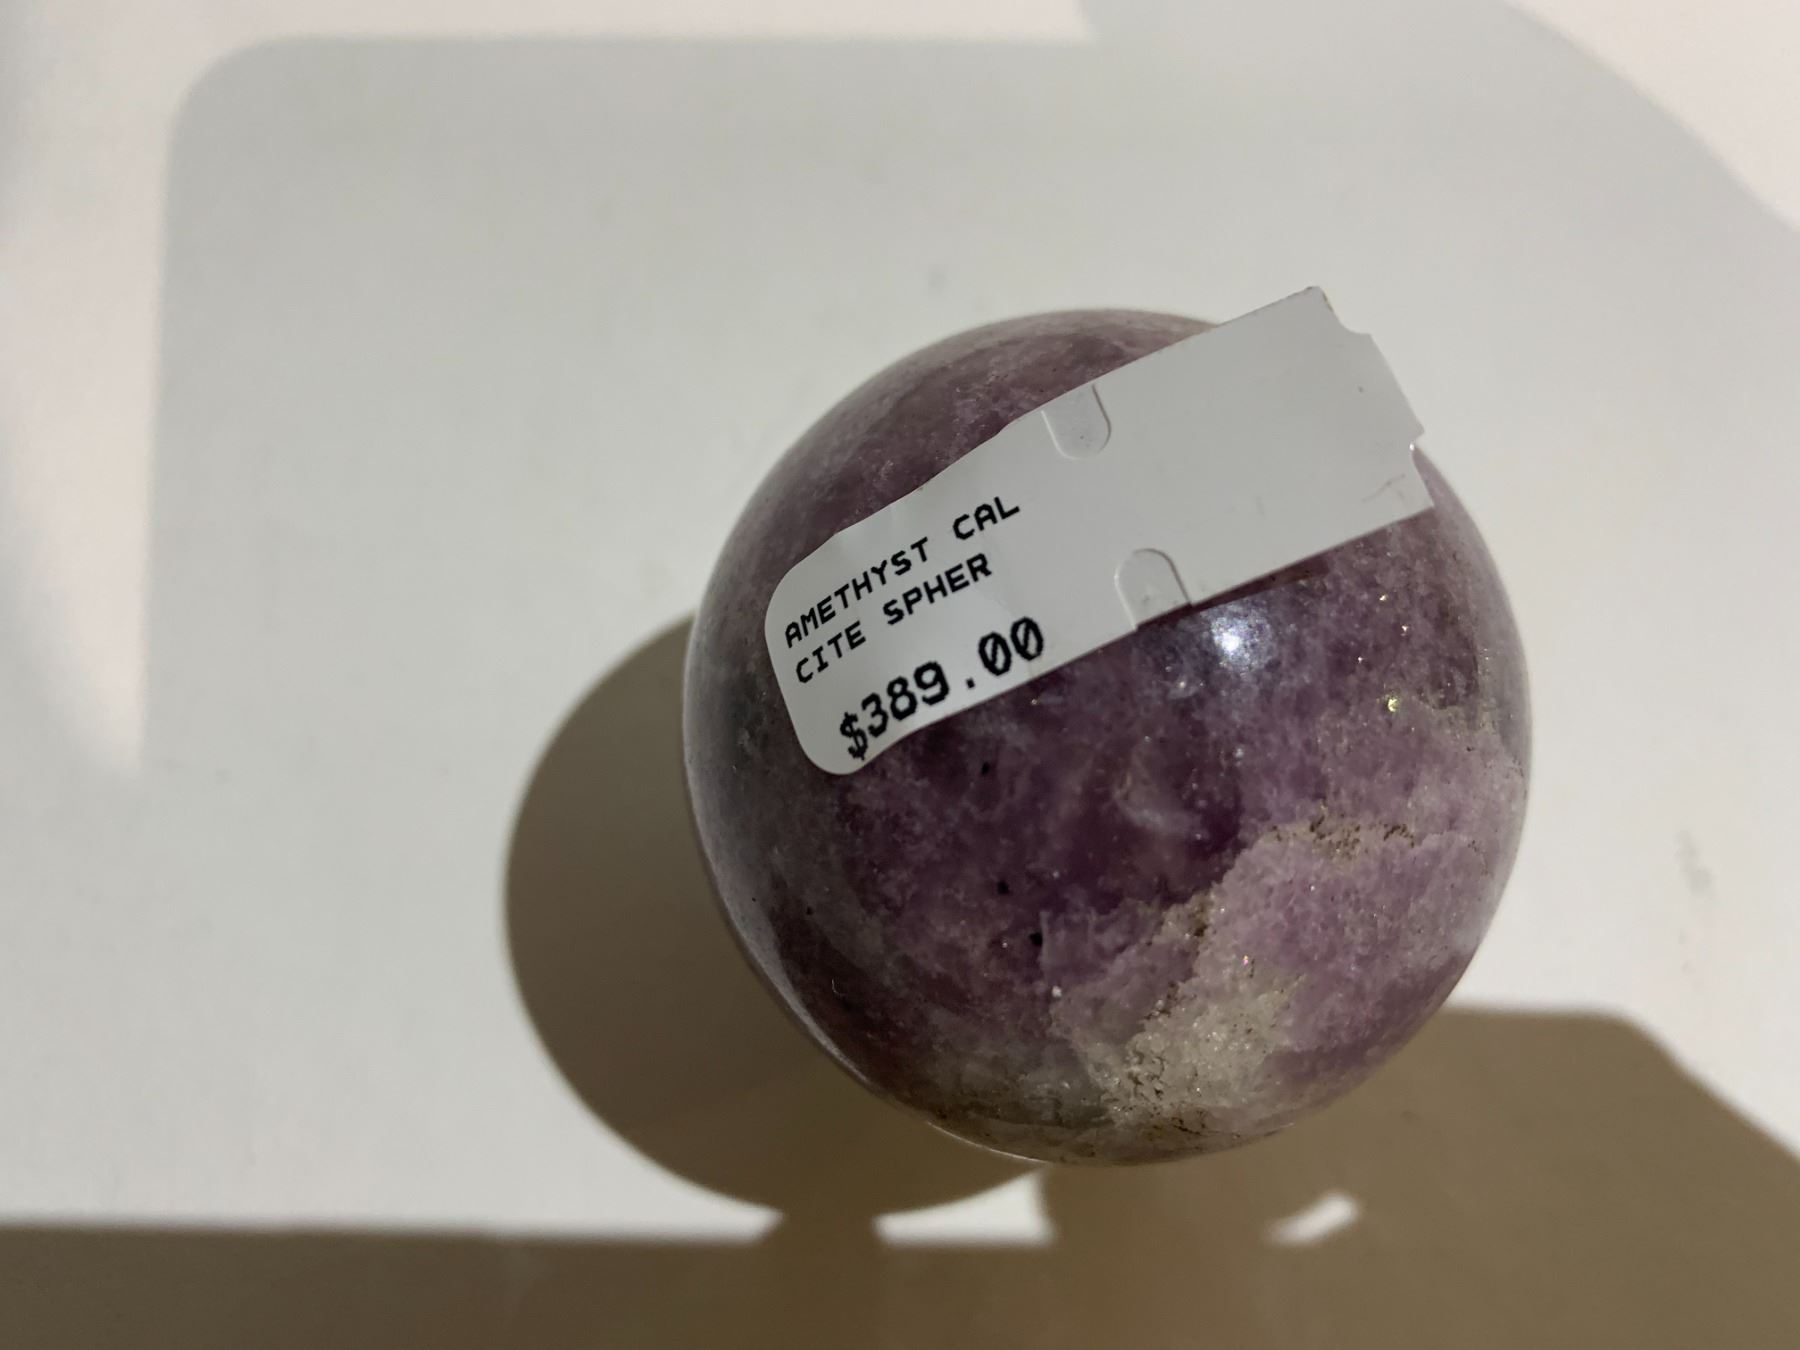 AMETHYST CAL
CITE SPHER
$389.00